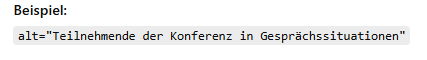 Beispiel:
alt="Teilnehmende der Konferenz in Gesprächssituationen"